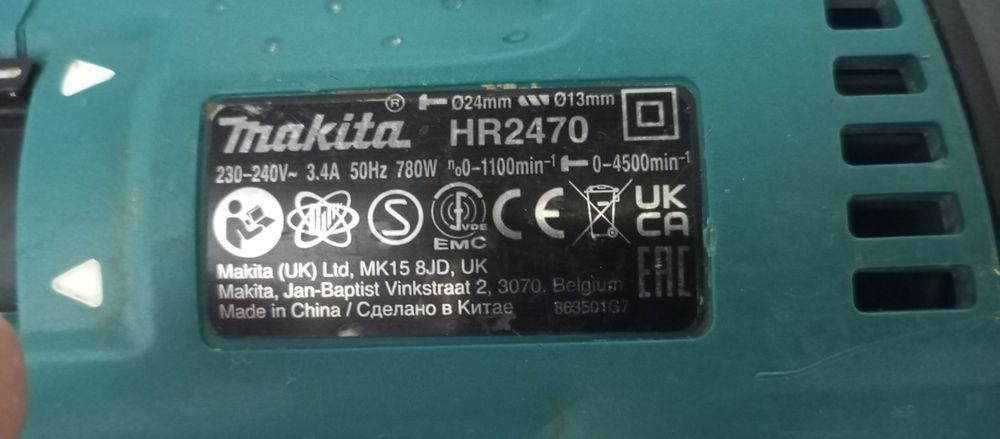 makita® Ø24mm Ø13mm
HR2470
230-240V~ 3.4A 50Hz 780W n₀0-1100min⁻¹ 0-4500min⁻¹
S VDE EMC CE UK CA
Makita (UK) Ltd, MK15 8JD, UK
Makita, Jan-Baptist Vinkstraat 2, 3070, Belgium EAC
Made in China / Сделано в Китае 863501G7